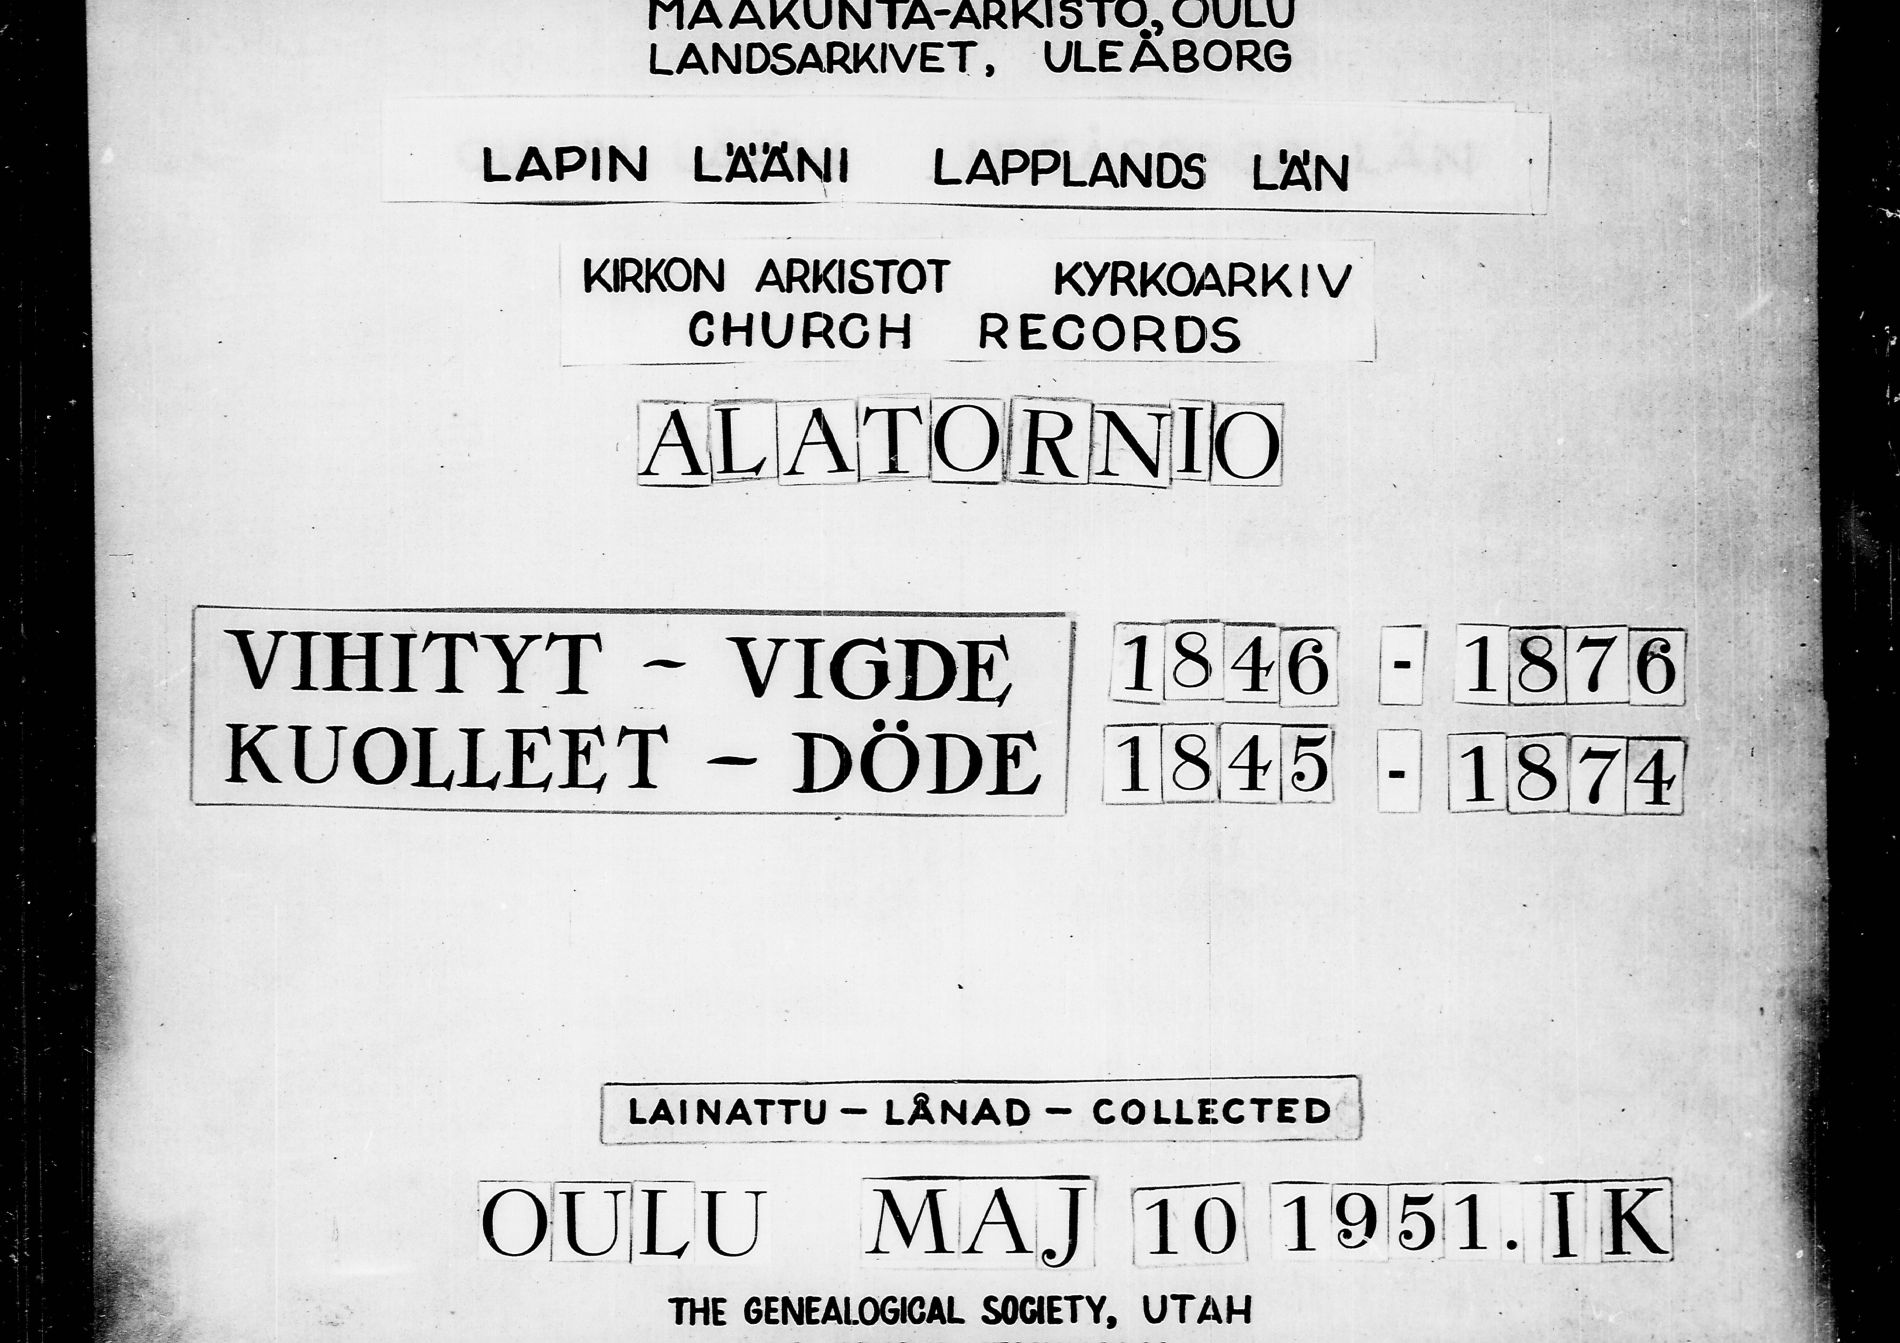 MAAKUNTA-ARKISTO, OULU
LANDSARKIVET, ULEÅBORG
LAPIN LÄÄNI LAPPLANDS LÄN
KIRKON ARKISTOT KYRKOARKIV
CHURCH RECORDS
ALATORNIO
VIHITYT - VIGDE 1846 - 1876
KUOLLEET - DÖDE 1845 - 1874
LAINATTU - LÅNAD - COLLECTED
OULU MAJ 10 1951. IK
THE GENEALOGICAL SOCIETY, UTAH